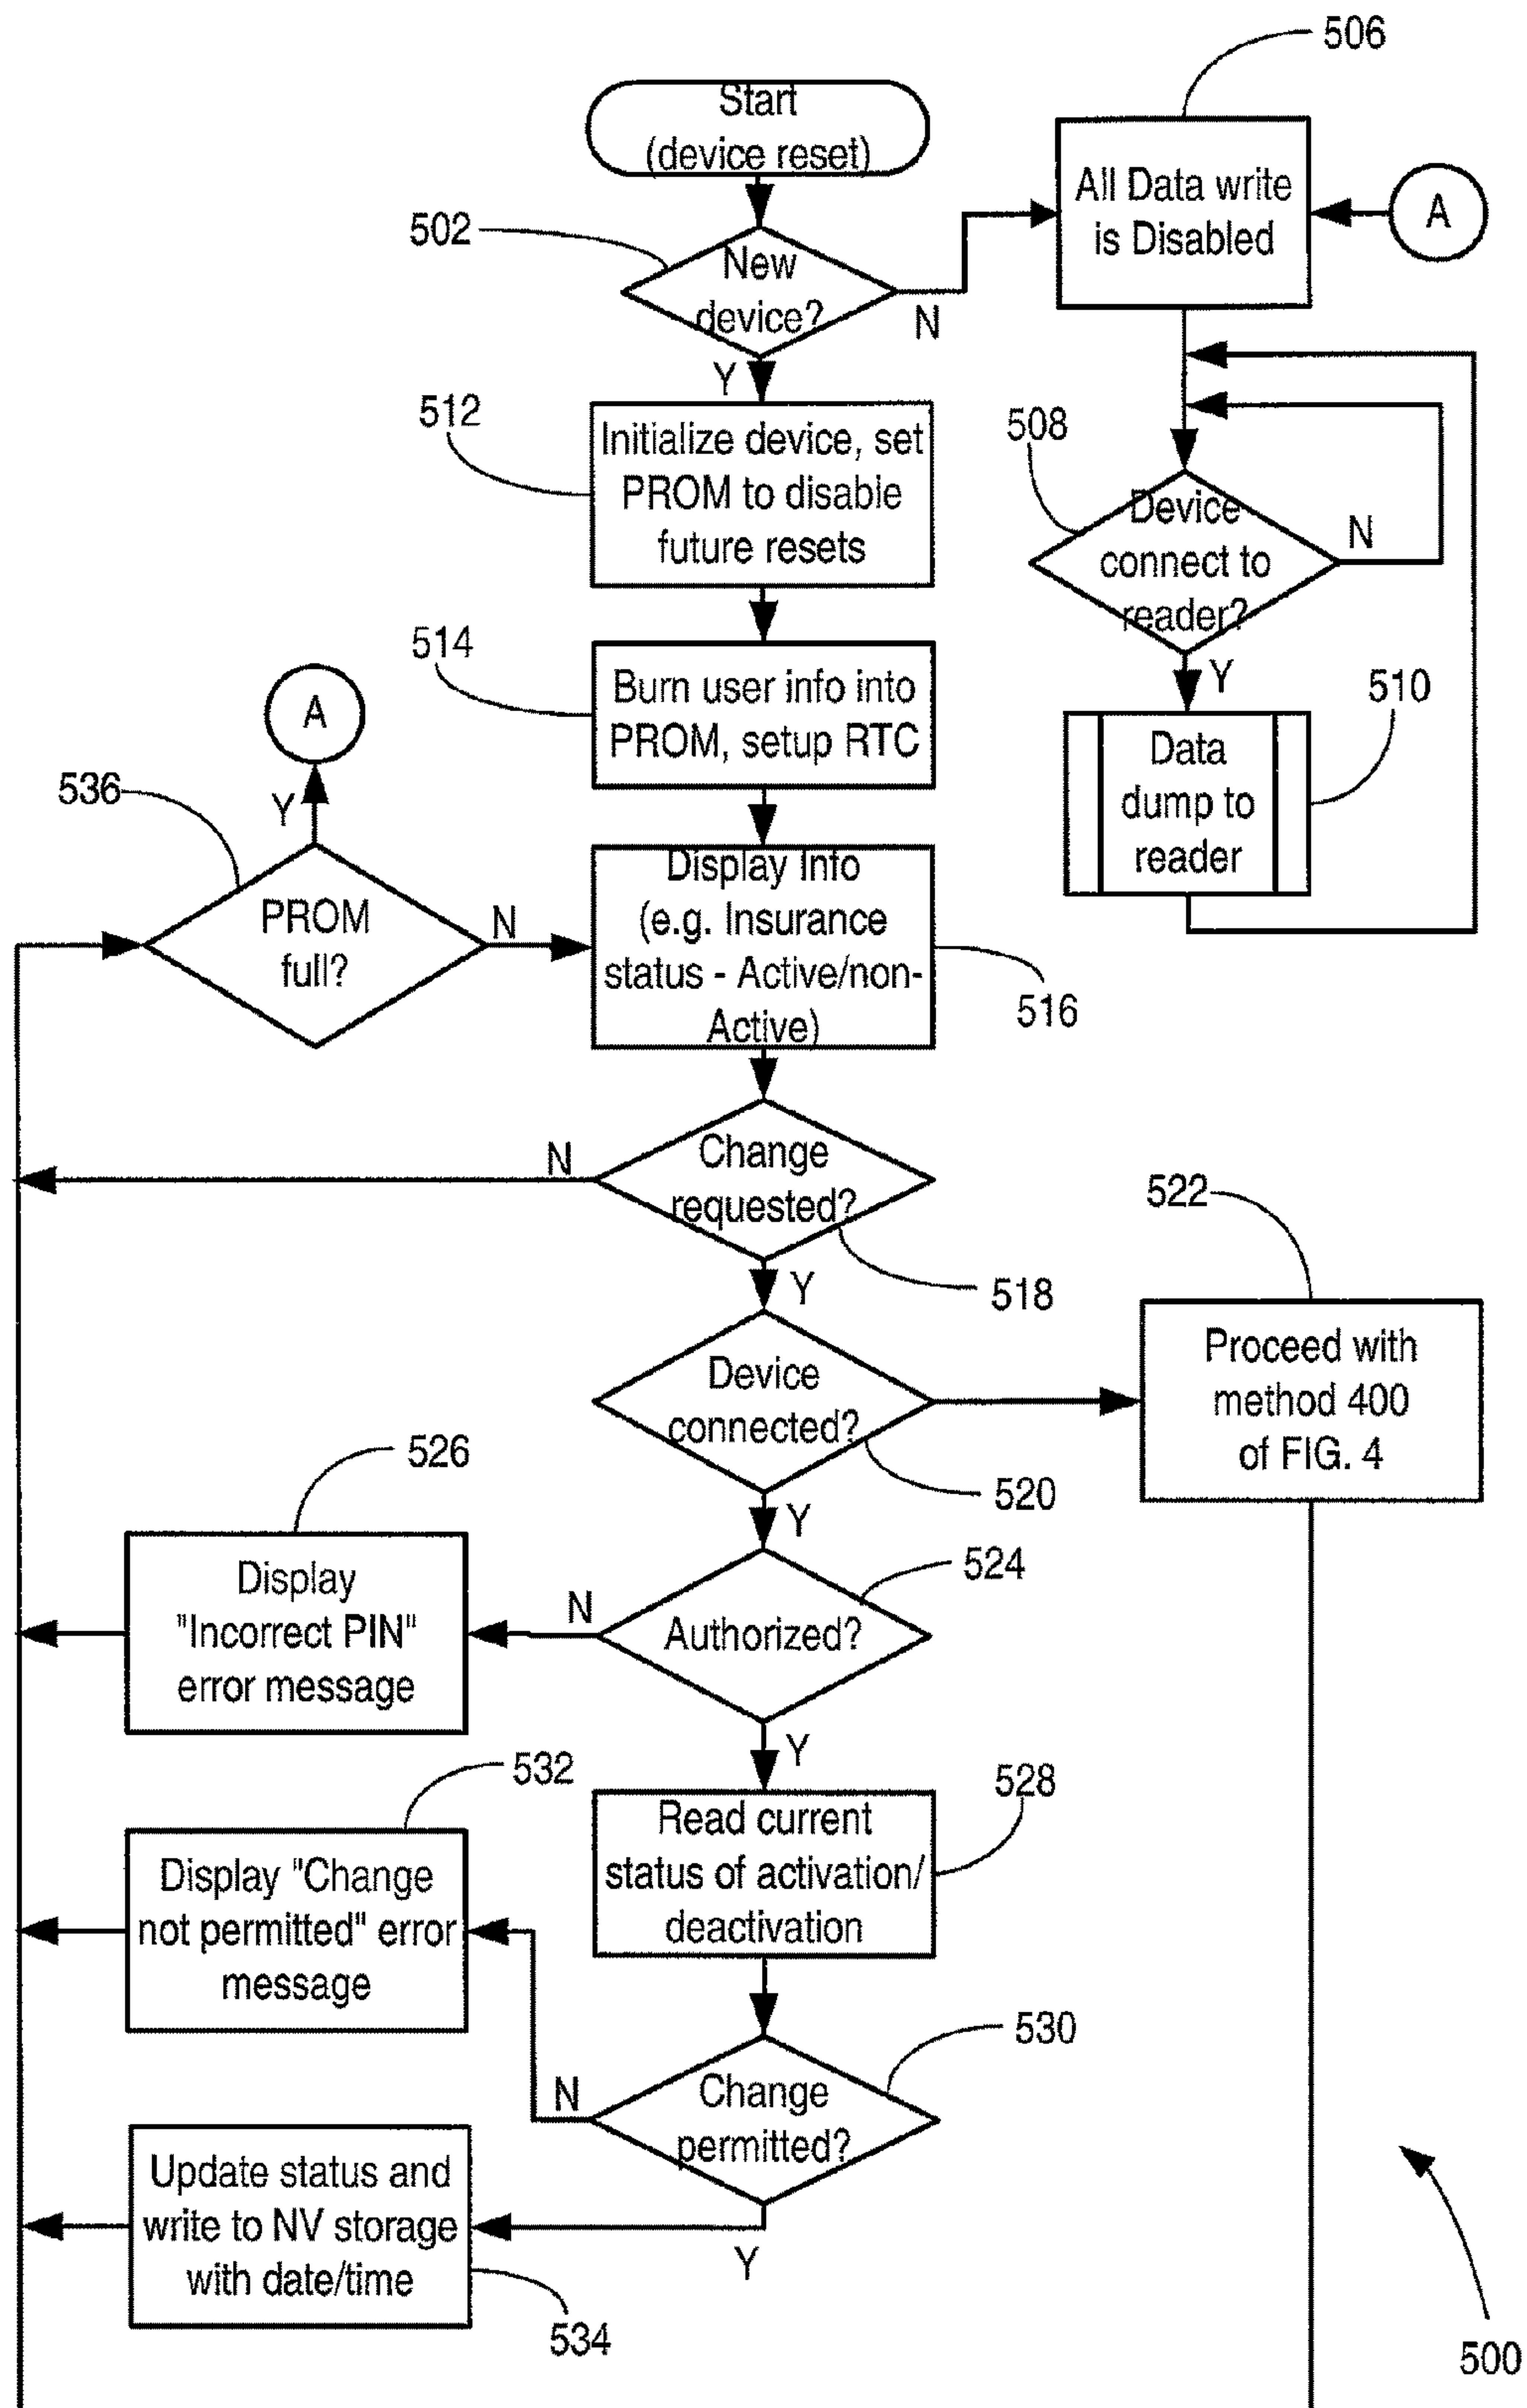 506
Start
(device reset)
All Data write
is Disabled
A
502
New
device?
N
Y
512
Initialize device, set
PROM to disable
future resets
508
Device
connect to
reader?
N
Y
514
Burn user info into
PROM, setup RTC
A
510
Data
dump to
reader
536
Y
PROM
full?
N
Display Info
(e.g. Insurance
status - Active/non-
Active)
516
N
Change
requested?
518
Y
522
Proceed with
method 400
of FIG. 4
Device
connected?
520
Y
526
Display
"Incorrect PIN"
error message
N
524
Authorized?
Y
532
Display "Change
not permitted" error
message
528
Read current
status of activation/
deactivation
530
N
Change
permitted?
Y
Update status and
write to NV storage
with date/time
534
500